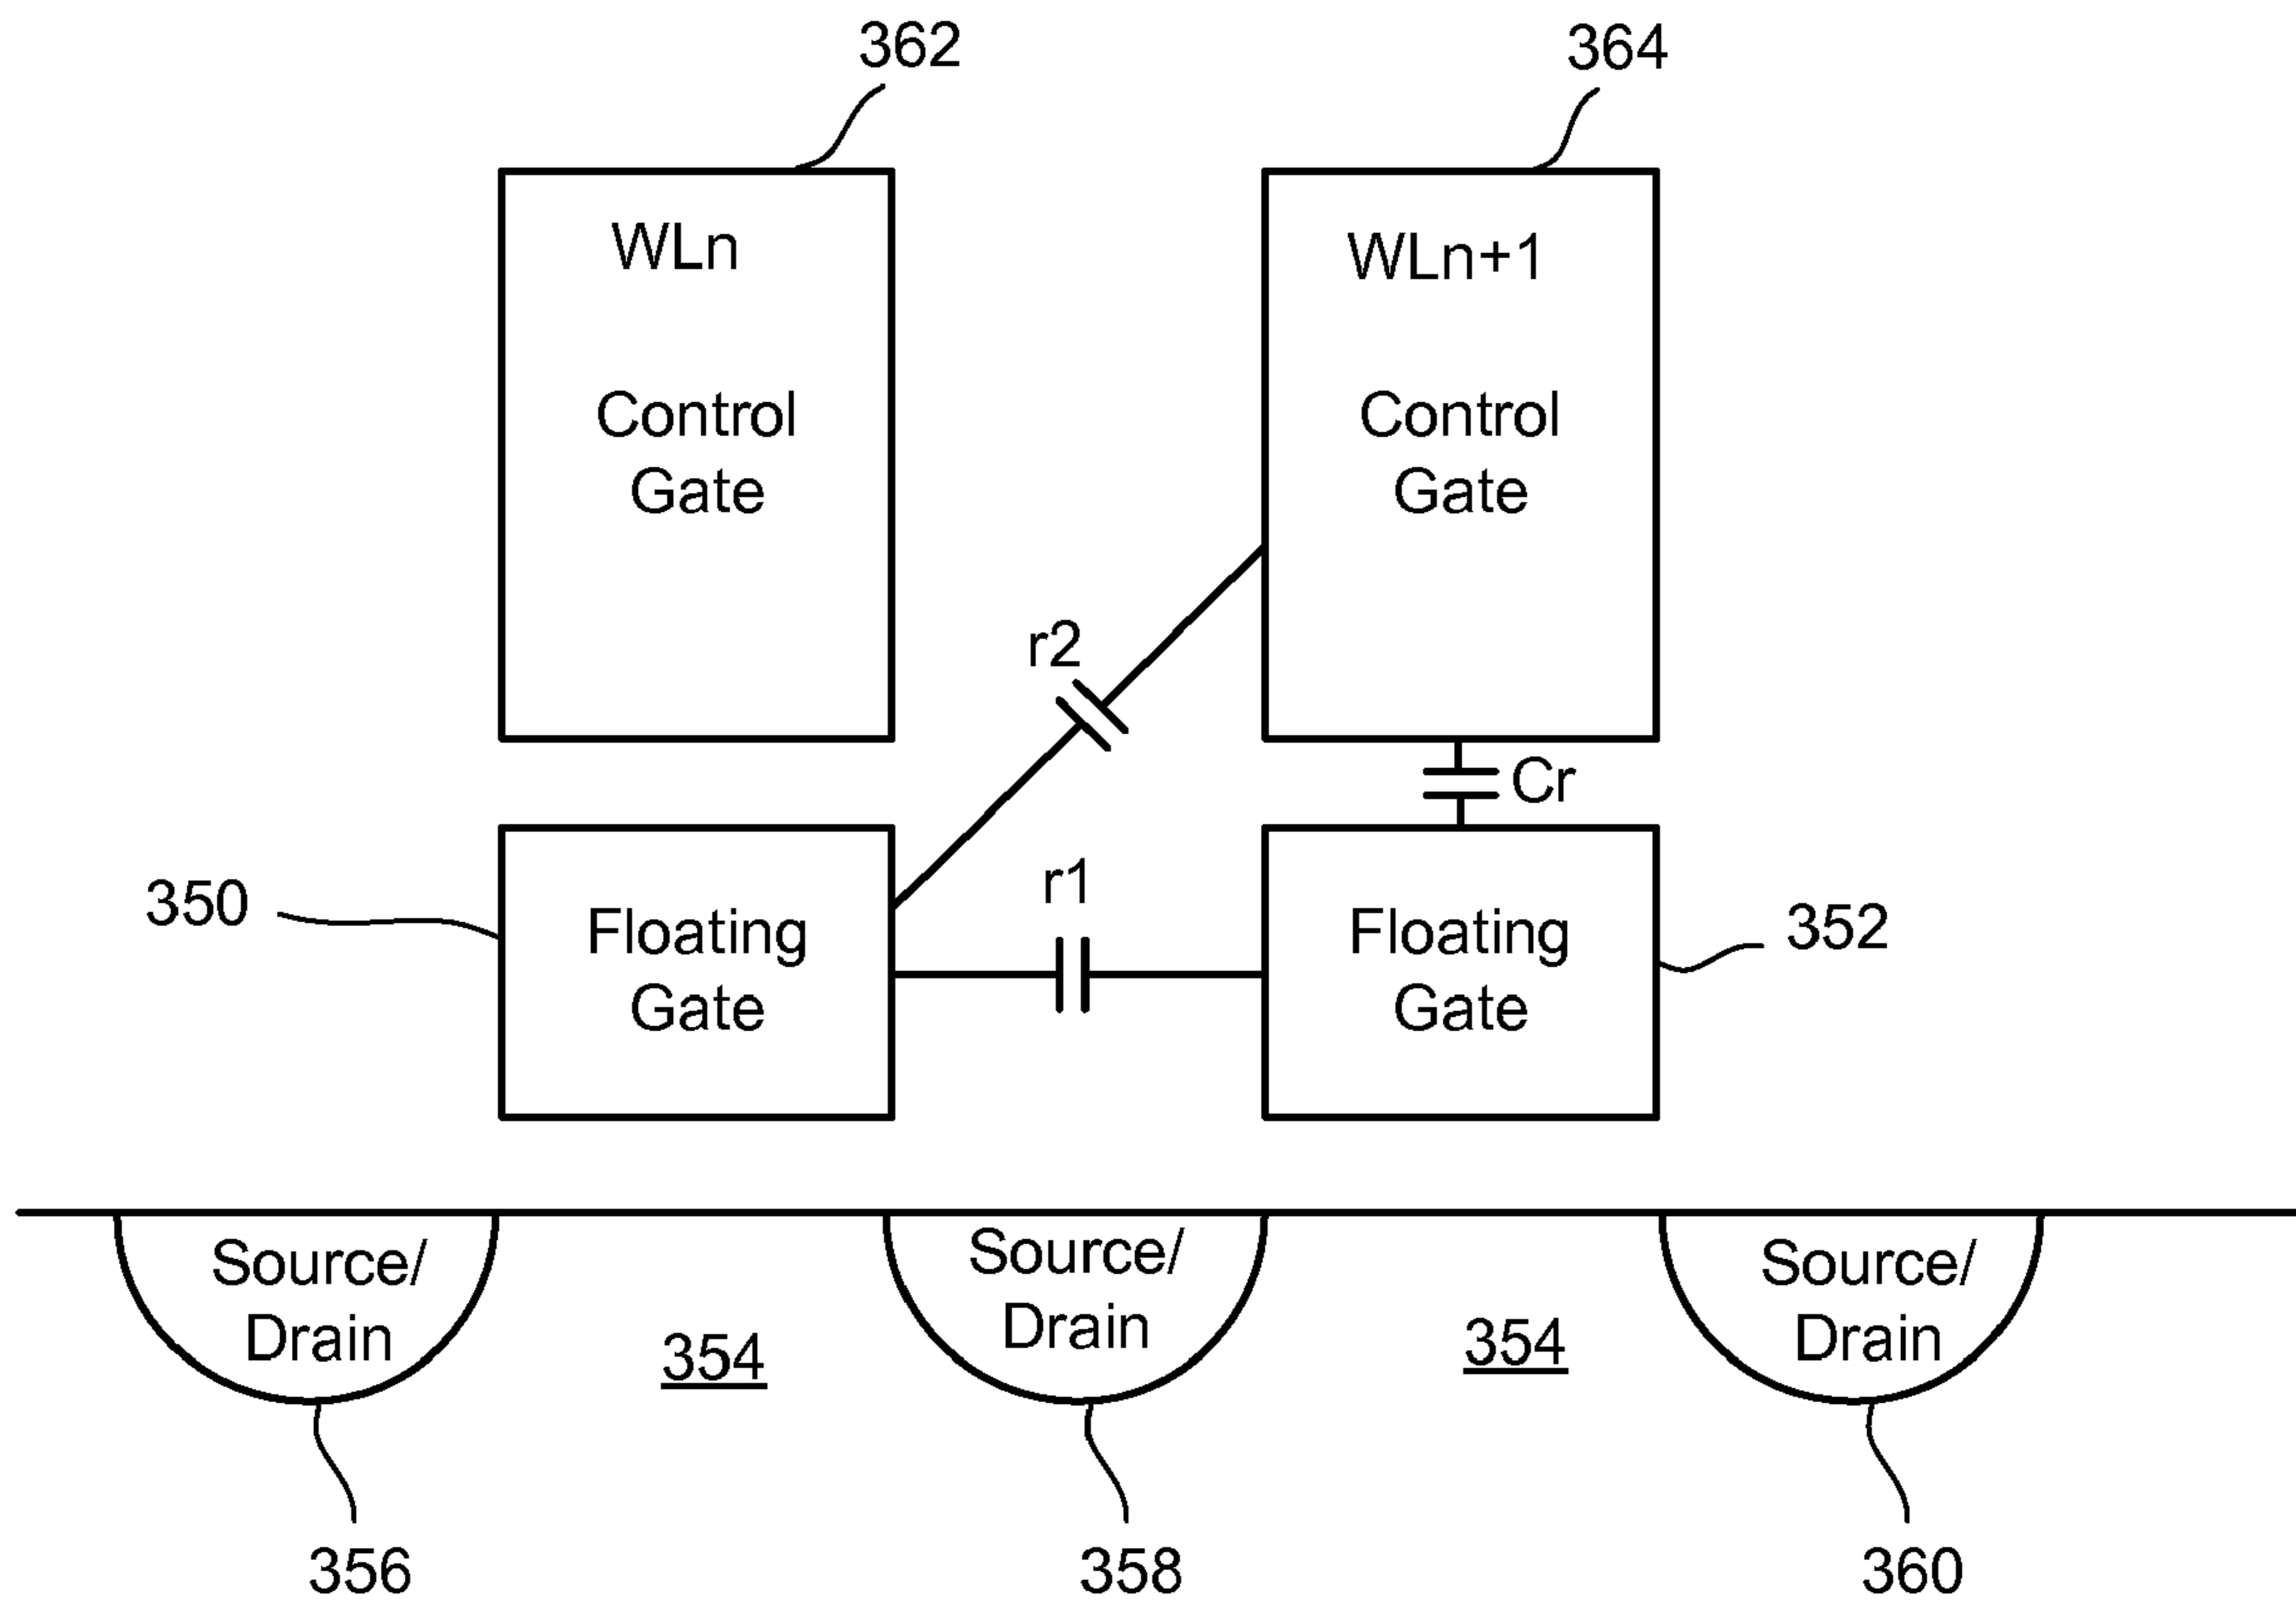 362
364
WLn
WLn+1
Control
Gate
Control
Gate
r2
Cr
r1
350
Floating
Gate
Floating
Gate
352
Source/
Drain
Source/
Drain
Source/
Drain
354
354
356
358
360